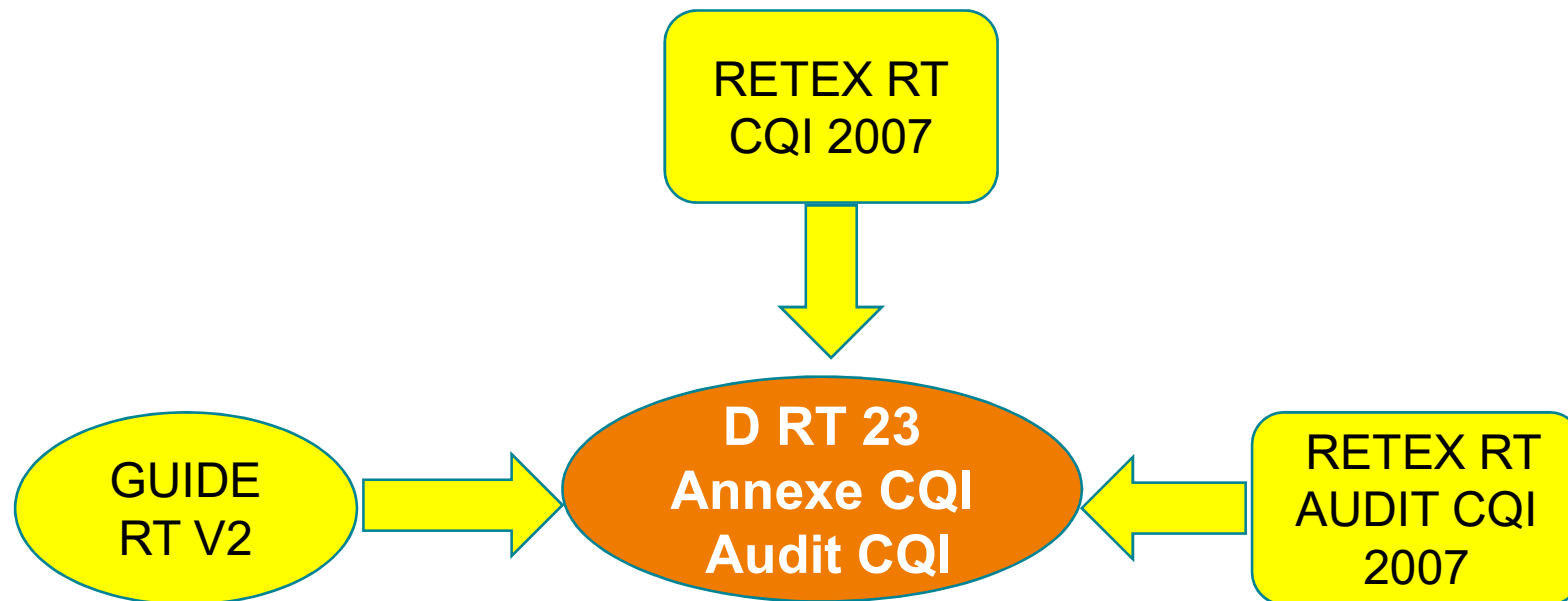 RETEX RT
CQI 2007
GUIDE
RT V2
D RT 23
Annexe CQI
Audit CQI
RETEX RT
AUDIT CQI
2007